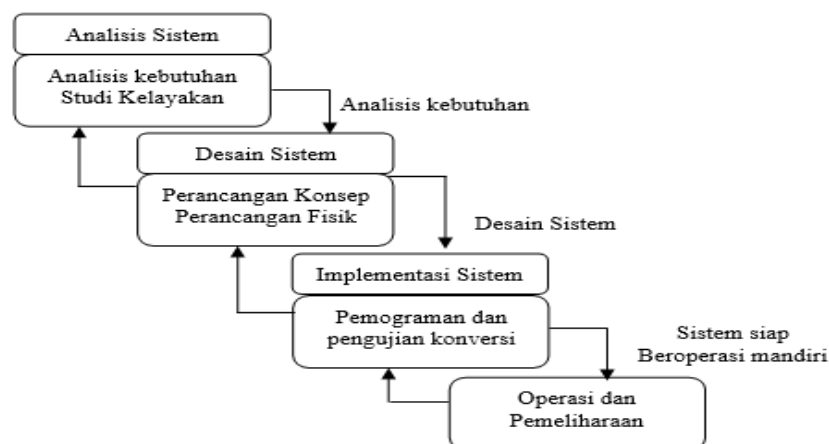 Analisis Sistem
Analisis kebutuhan
Studi Kelayakan
Analisis kebutuhan
Desain Sistem
Perancangan Konsep
Perancangan Fisik
Desain Sistem
Implementasi Sistem
Pemograman dan
pengujian konversi
Sistem siap
Beroperasi mandiri
Operasi dan
Pemeliharaan